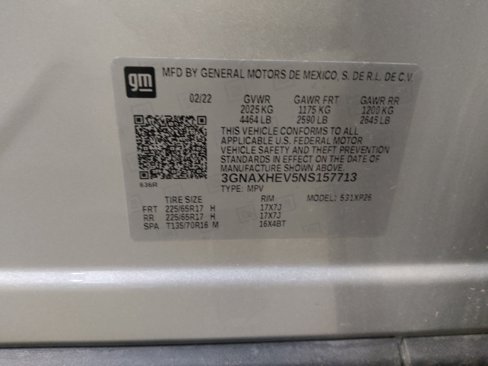 gm
MFD BY GENERAL MOTORS DE MEXICO, S. DE R.L. DE C.V.
02/22 GVWR GAWR FRT GAWR RR
2025 KG 1175 KG 1200 KG
4464 LB 2590 LB 2645 LB
THIS VEHICLE CONFORMS TO ALL
APPLICABLE U.S. FEDERAL MOTOR
VEHICLE SAFETY AND THEFT PREVENTION
STANDARDS IN EFFECT ON THE DATE OF
MANUFACTURE SHOWN ABOVE.
3GNAXHEV5NS157713
636R TYPE: MPV
TIRE SIZE RIM MODEL: 531XP26
FRT 225/65R17 H 17X7J
RR 225/65R17 H 17X7J
SPA T135/70R16 M 16X4BT